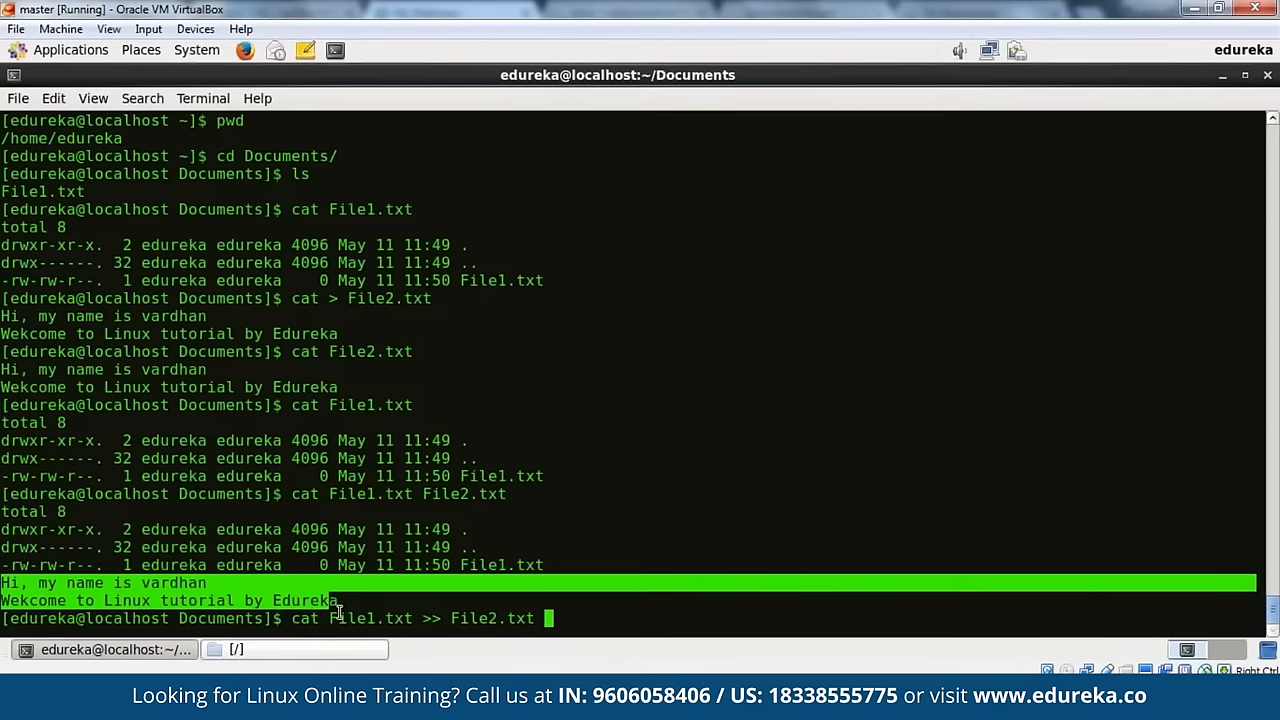 master [Running] - Oracle VM VirtualBox
File Machine View Input Devices Help
Applications Places System edureka
edureka@localhost:~/Documents
File Edit View Search Terminal Help
[edureka@localhost ~]$ pwd
/home/edureka
[edureka@localhost ~]$ cd Documents/
[edureka@localhost Documents]$ ls
File1.txt
[edureka@localhost Documents]$ cat File1.txt
total 8
drwxr-xr-x. 2 edureka edureka 4096 May 11 11:49 .
drwx------. 32 edureka edureka 4096 May 11 11:49 ..
-rw-rw-r--. 1 edureka edureka 0 May 11 11:50 File1.txt
[edureka@localhost Documents]$ cat > File2.txt
Hi, my name is vardhan
Wekcome to Linux tutorial by Edureka
[edureka@localhost Documents]$ cat File2.txt
Hi, my name is vardhan
Wekcome to Linux tutorial by Edureka
[edureka@localhost Documents]$ cat File1.txt
total 8
drwxr-xr-x. 2 edureka edureka 4096 May 11 11:49 .
drwx------. 32 edureka edureka 4096 May 11 11:49 ..
-rw-rw-r--. 1 edureka edureka 0 May 11 11:50 File1.txt
[edureka@localhost Documents]$ cat File1.txt File2.txt
total 8
drwxr-xr-x. 2 edureka edureka 4096 May 11 11:49 .
drwx------. 32 edureka edureka 4096 May 11 11:49 ..
-rw-rw-r--. 1 edureka edureka 0 May 11 11:50 File1.txt
Hi, my name is vardhan
Wekcome to Linux tutorial by Edureka
[edureka@localhost Documents]$ cat File1.txt >> File2.txt
edureka@localhost:~/... [/]
Right Ctrl
Looking for Linux Online Training? Call us at IN: 9606058406 / US: 18338555775 or visit www.edureka.co